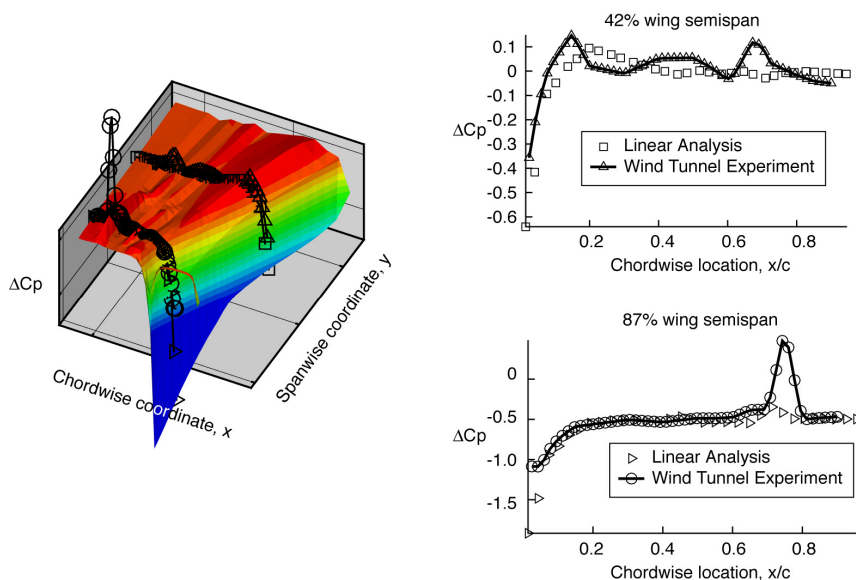 ΔCp
Chordwise coordinate, x
Spanwise coordinate, y
42% wing semispan
0.1
0
-0.1
-0.2
-0.3
-0.4
-0.5
-0.6
ΔCp
Linear Analysis
Wind Tunnel Experiment
0.2 0.4 0.6 0.8
Chordwise location, x/c
87% wing semispan
0
-0.5
-1.0
-1.5
ΔCp
Linear Analysis
Wind Tunnel Experiment
0.2 0.4 0.6 0.8
Chordwise location, x/c